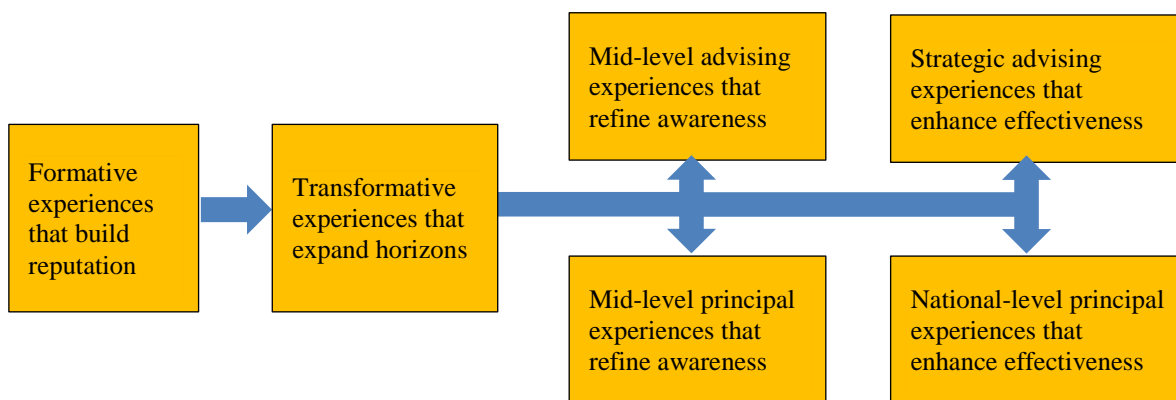 Formative
experiences
that build
reputation
Transformative
experiences that
expand horizons
Mid-level advising
experiences that
refine awareness
Mid-level principal
experiences that
refine awareness
Strategic advising
experiences that
enhance effectiveness
National-level principal
experiences that
enhance effectiveness